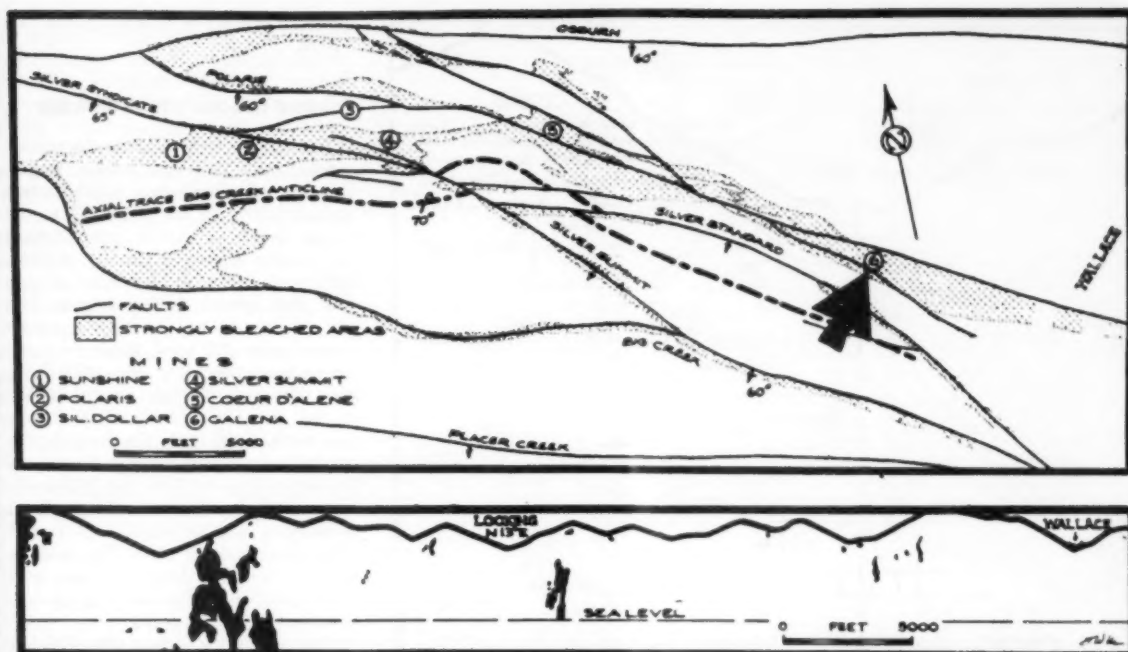 OSBURN
60°
POLARIS
60°
SILVER SYNDICATE
65°
③
⑤
④
①
②
N
AXIAL TRACE BIG CREEK ANTICLINE
70°
SILVER STANDARD
SILVER SUMMIT
⑥
WALLACE
FAULTS
STRONGLY BLEACHED AREAS
BIG CREEK
60°
MINES
① SUNSHINE ④ SILVER SUMMIT
② POLARIS ⑤ COEUR D'ALENE
③ SIL. DOLLAR ⑥ GALENA
0 FEET 5000
PLACER CREEK
LOOKING
WALLACE
SEA LEVEL
0 FEET 5000